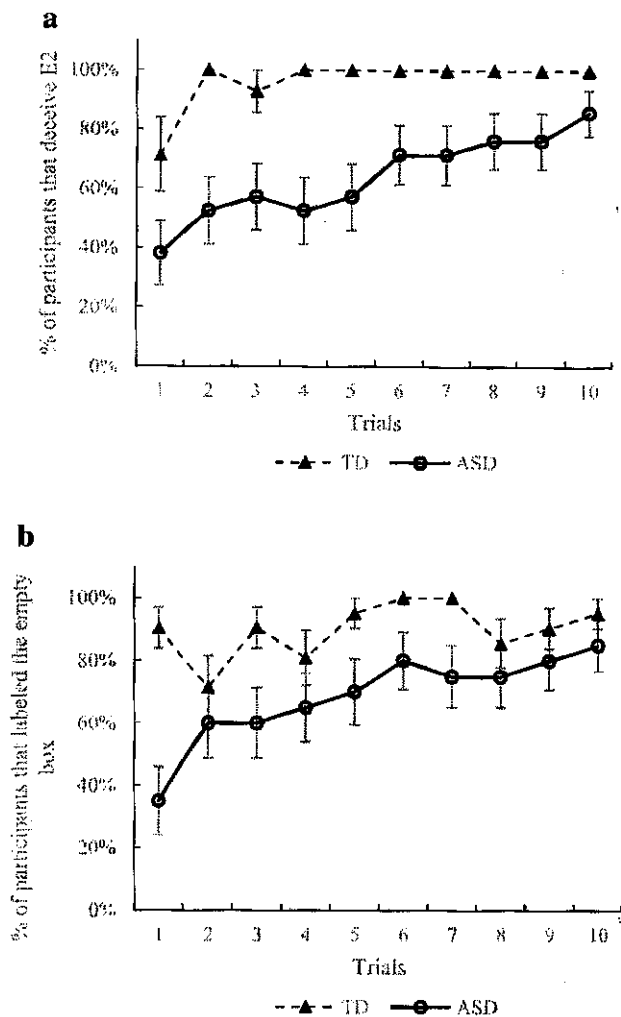 a
% of participants that deceive E2
100%
80%
60%
40%
20%
0%
1 2 3 4 5 6 7 8 9 10
Trials
TD ASD
b
% of participants that labeled the empty
box
100%
80%
60%
40%
20%
0%
1 2 3 4 5 6 7 8 9 10
Trials
TD ASD